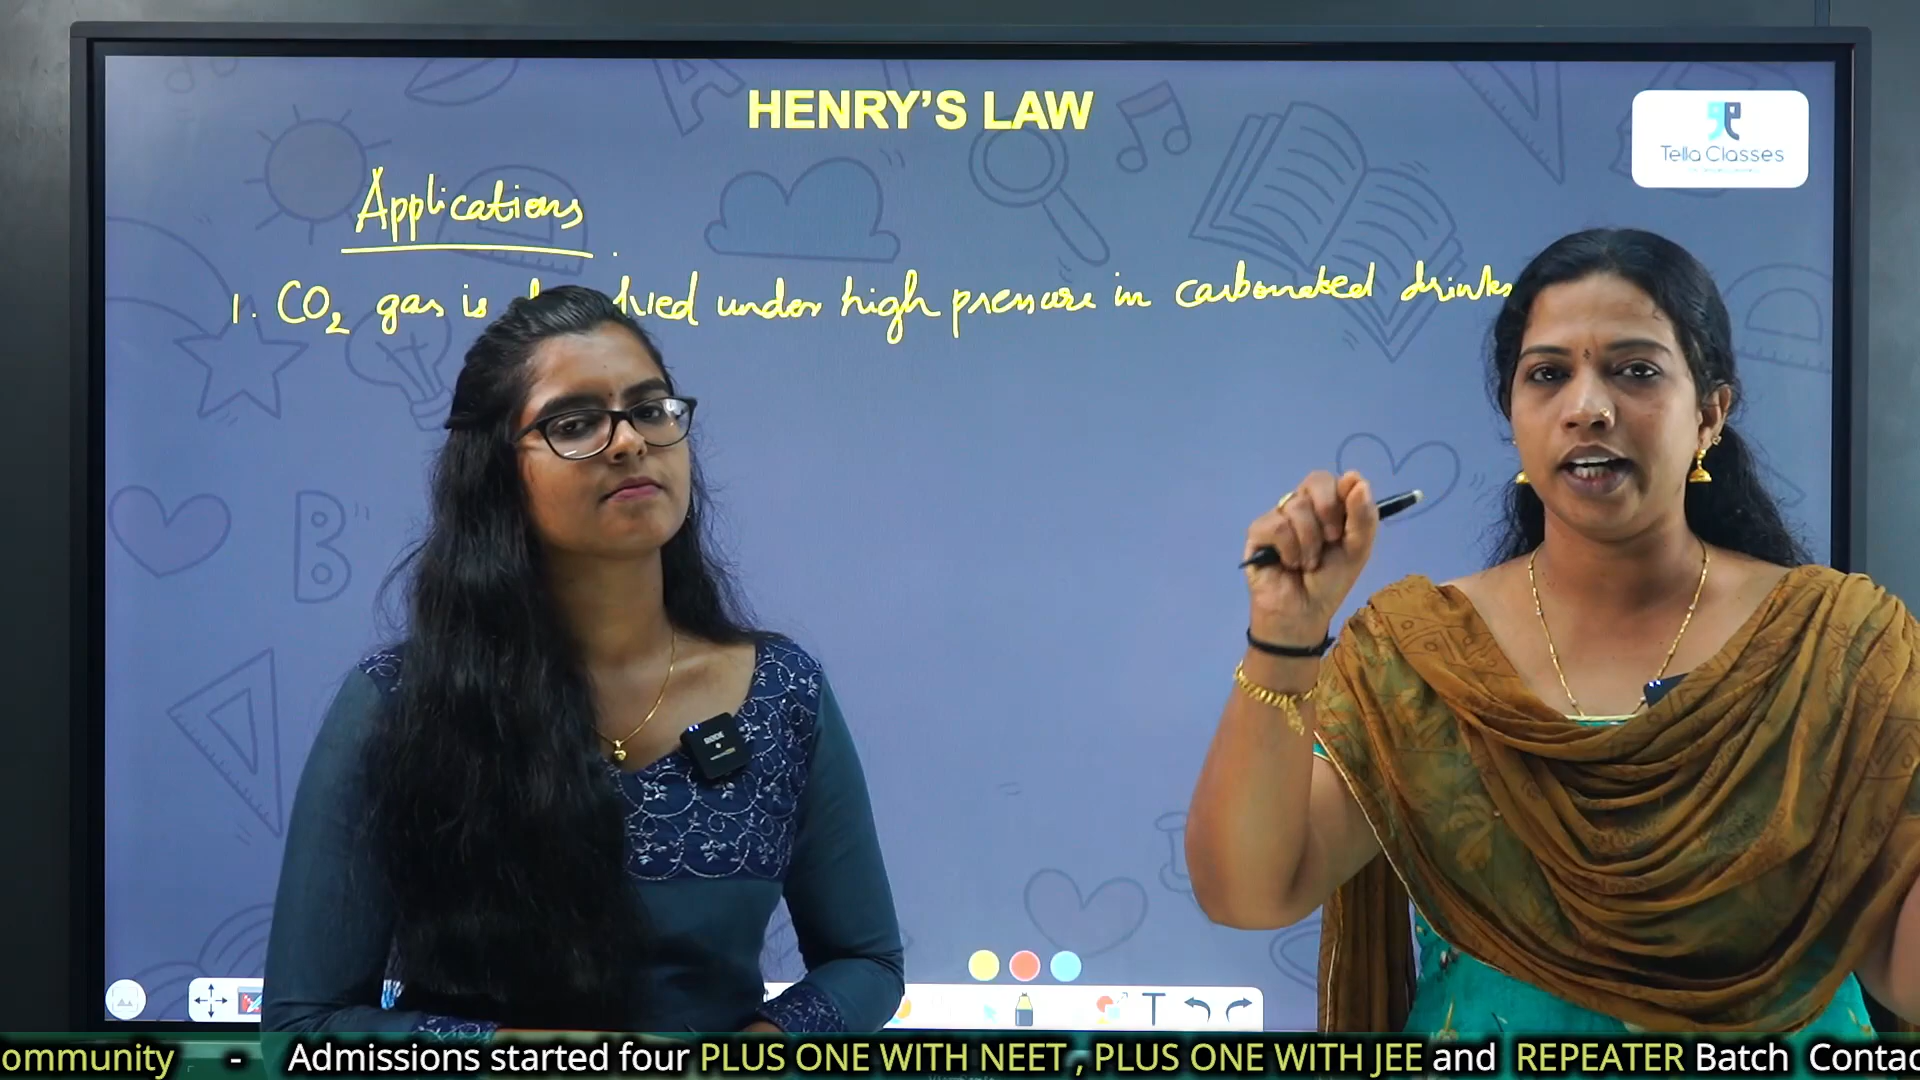 HENRY'S LAW
Tella Classes
Applications
1. CO2 gas is under high pressure in carbonated drinks
B
T
ommunity - Admissions started four PLUS ONE WITH NEET , PLUS ONE WITH JEE and REPEATER Batch Contac